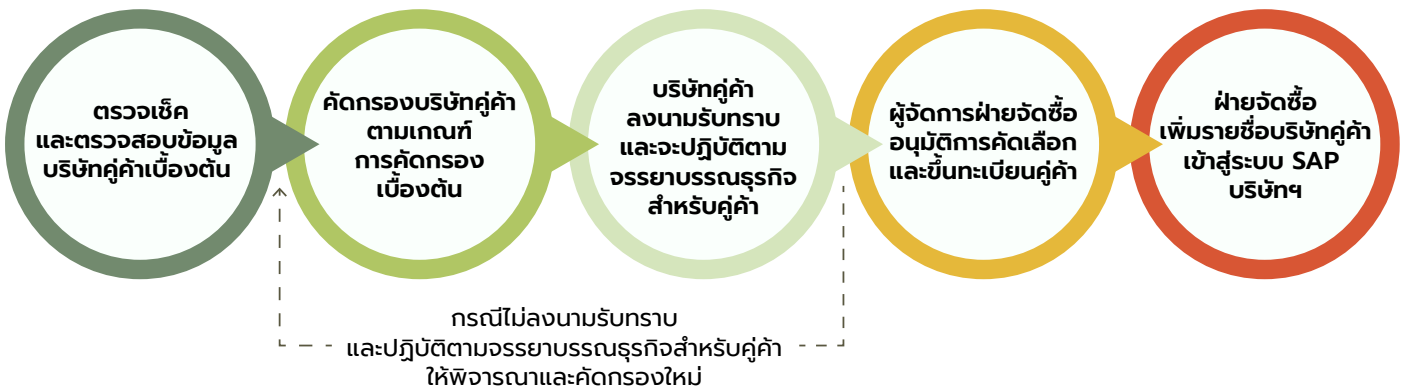 ตรวจเช็ค
และตรวจสอบข้อมูล
บริษัทคู่ค้าเบื้องต้น
คัดกรองบริษัทคู่ค้า
ตามเกณฑ์
การคัดกรอง
เบื้องต้น
บริษัทคู่ค้า
ลงนามรับทราบ
และจะปฏิบัติตาม
จรรยาบรรณธุรกิจ
สำหรับคู่ค้า
ผู้จัดการฝ่ายจัดซื้อ
อนุมัติการคัดเลือก
และขึ้นทะเบียนคู่ค้า
ฝ่ายจัดซื้อ
เพิ่มรายชื่อบริษัทคู่ค้า
เข้าสู่ระบบ SAP
บริษัทฯ
กรณีไม่ลงนามรับทราบ
และปฏิบัติตามจรรยาบรรณธุรกิจสำหรับคู่ค้า
ให้พิจารณาและคัดกรองใหม่